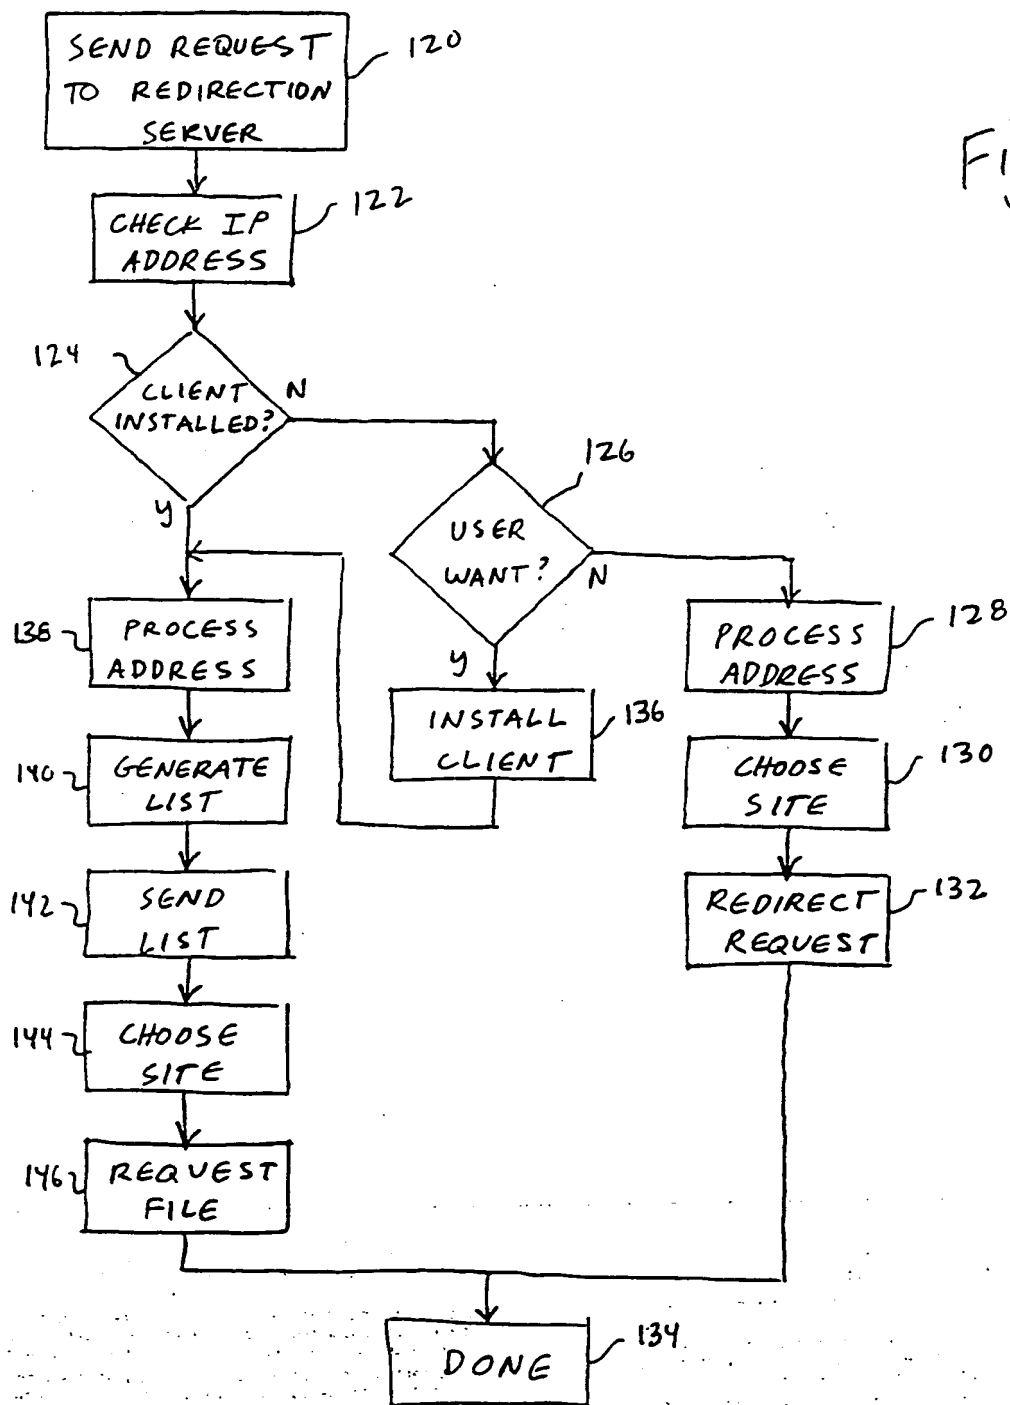 SEND REQUEST
TO REDIRECTION
SERVER
120
CHECK IP
ADDRESS
122
124
CLIENT
INSTALLED?
N
Y
126
USER
WANT?
N
Y
138
PROCESS
ADDRESS
INSTALL
CLIENT
136
PROCESS
ADDRESS
128
140
GENERATE
LIST
CHOOSE
SITE
130
142
SEND
LIST
REDIRECT
REQUEST
132
144
CHOOSE
SITE
146
REQUEST
FILE
DONE
134